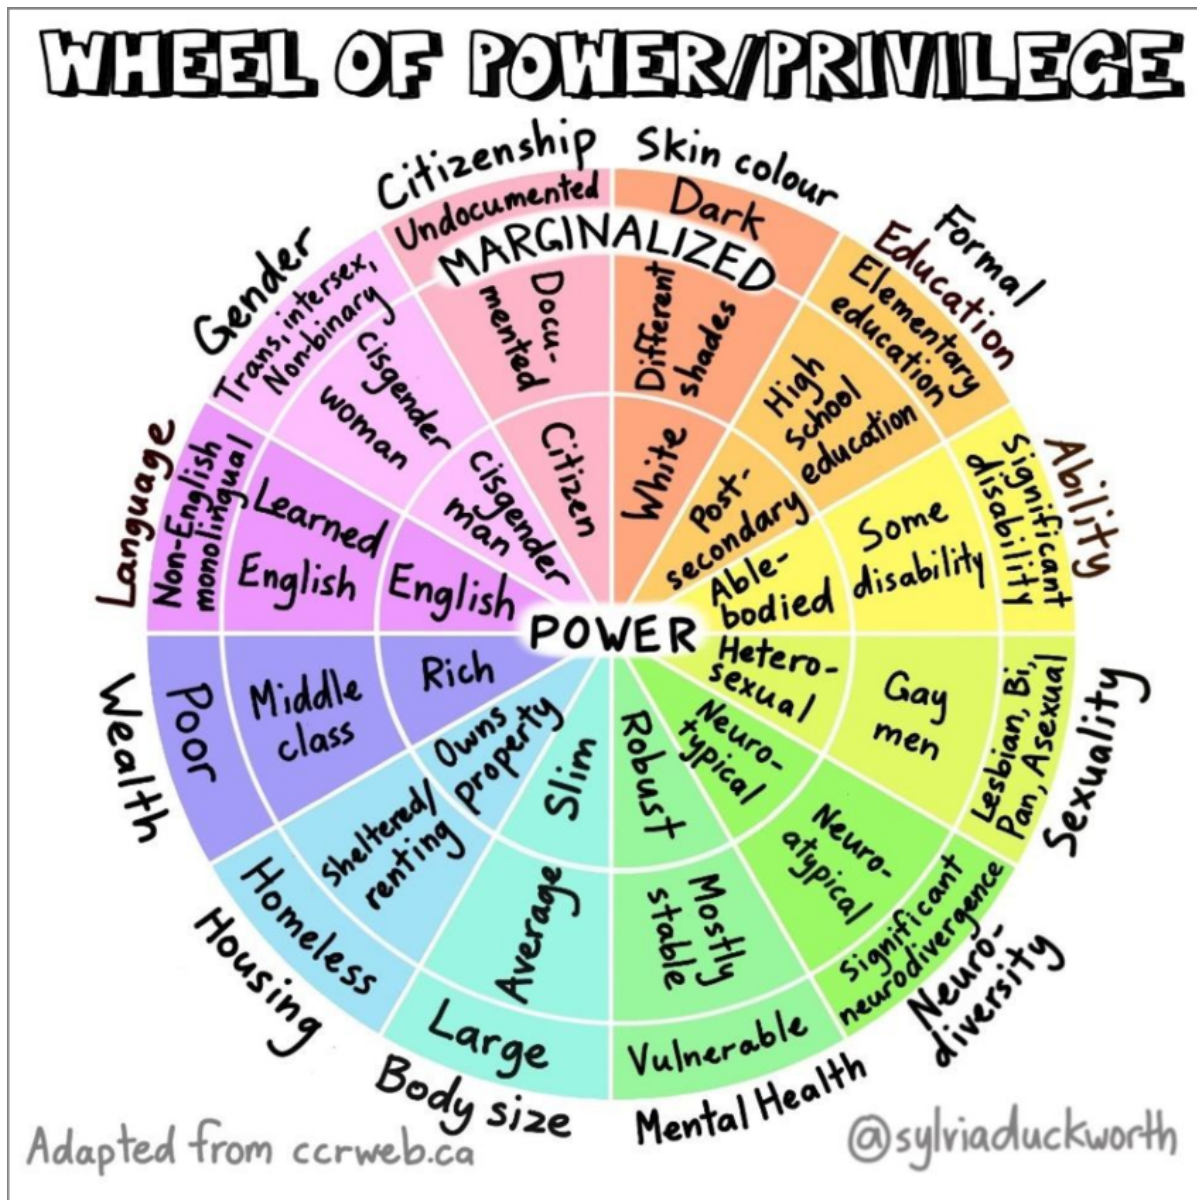 WHEEL OF POWER/PRIVILEGE
Citizenship
Undocumented
Docu-
mented
Citizen
Skin colour
Dark
Different
shades
White
MARGINALIZED
Formal
Education
Elementary
education
High
school
education
Post-
secondary
Ability
Significant
disability
Some
disability
Able-
bodied
Sexuality
Lesbian, Bi,
Pan, Asexual
Gay
men
Hetero-
sexual
Neuro-
diversity
Significant
neurodivergence
Neuro-
atypical
Neuro-
typical
Mental Health
Vulnerable
Mostly
stable
Robust
Body size
Large
Average
Slim
Housing
Homeless
Sheltered/
renting
Owns
property
Wealth
Poor
Middle
class
Rich
Language
Non-English
monolingual
Learned
English
English
Gender
Trans, intersex,
Non-binary
cisgender
woman
cisgender
man
POWER
Adapted from ccrweb.ca
@sylviaduckworth